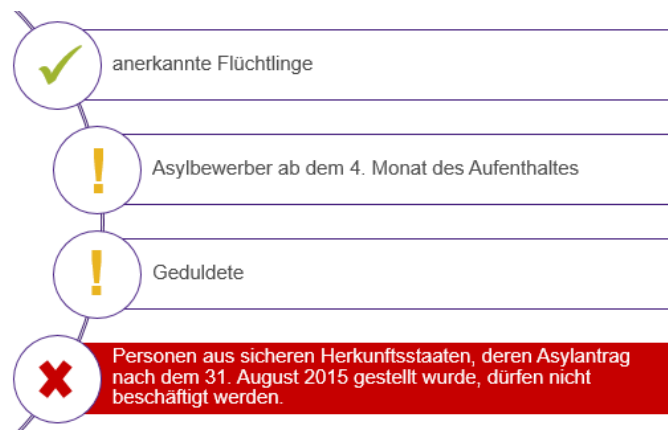 anerkannte Flüchtlinge
Asylbewerber ab dem 4. Monat des Aufenthaltes
Geduldete
Personen aus sicheren Herkunftsstaaten, deren Asylantrag
nach dem 31. August 2015 gestellt wurde, dürfen nicht
beschäftigt werden.